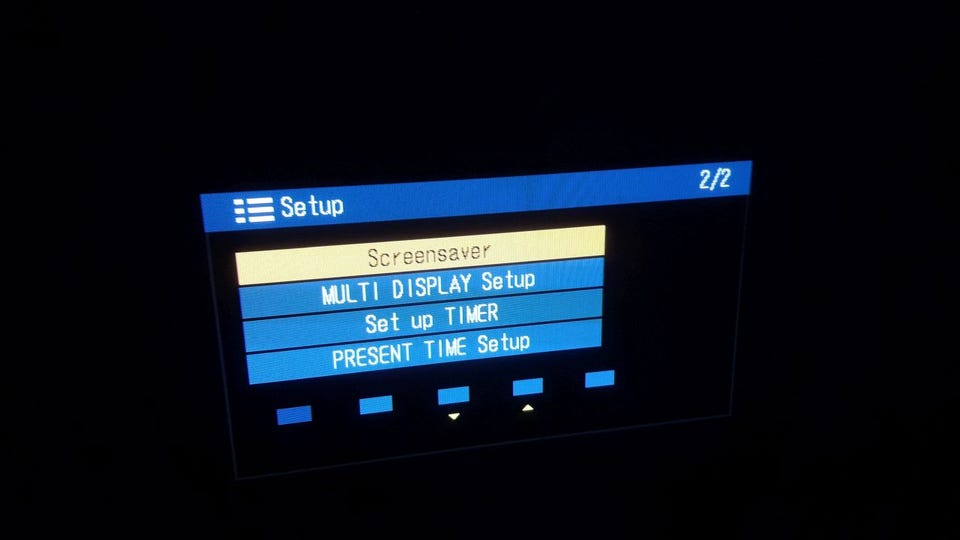 Setup 2/2
Screensaver
MULTI DISPLAY Setup
Set up TIMER
PRESENT TIME Setup